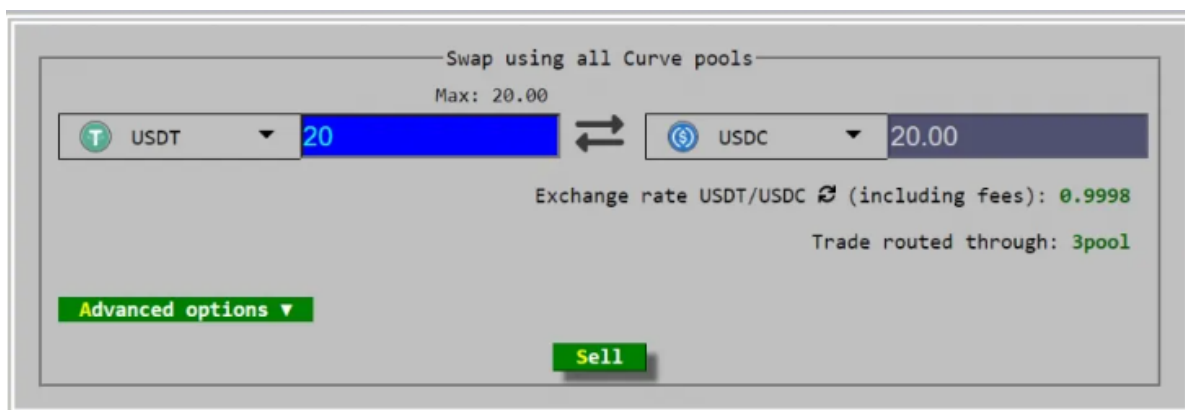 Swap using all Curve pools
Max: 20.00
USDT ▼ 20 USDC ▼ 20.00
Exchange rate USDT/USDC (including fees): 0.9998
Trade routed through: 3pool
Advanced options ▼
Sell